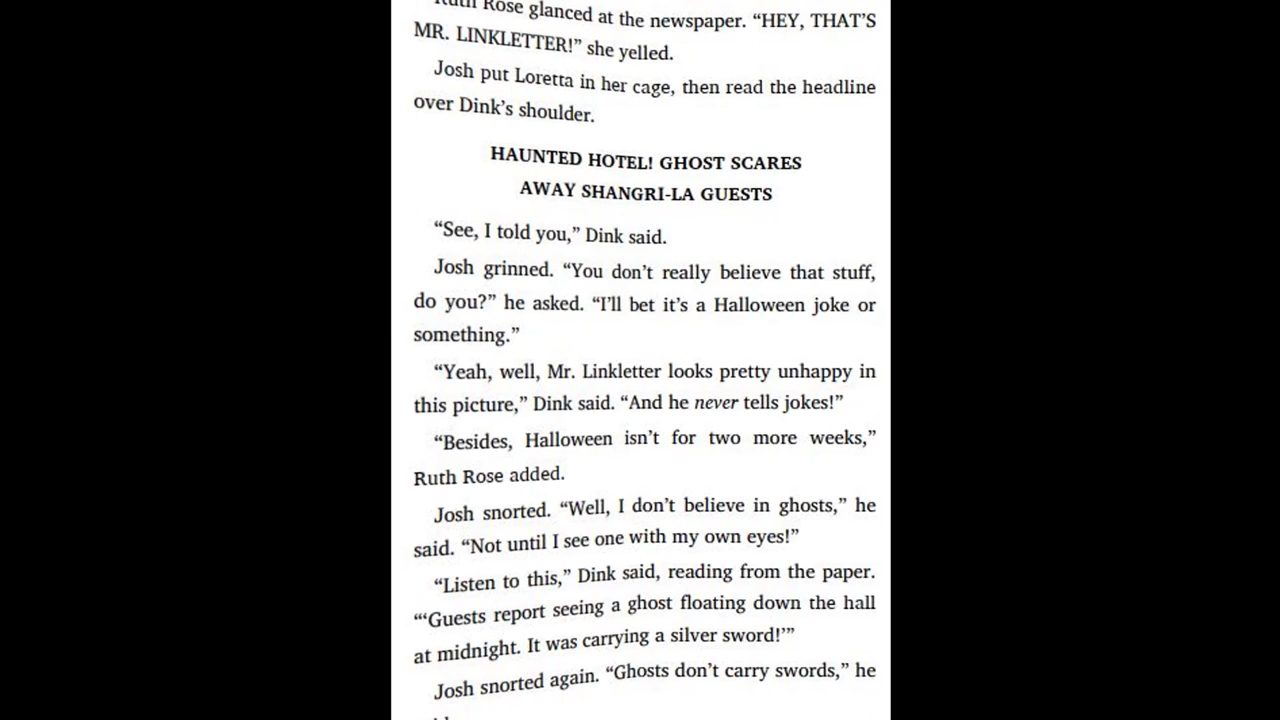 Ruth Rose glanced at the newspaper. “HEY, THAT’S
MR. LINKLETTER!” she yelled.
Josh put Loretta in her cage, then read the headline
over Dink’s shoulder.
HAUNTED HOTEL! GHOST SCARES
AWAY SHANGRI-LA GUESTS
“See, I told you,” Dink said.
Josh grinned. “You don’t really believe that stuff,
do you?” he asked. “I’ll bet it’s a Halloween joke or
something.”
“Yeah, well, Mr. Linkletter looks pretty unhappy in
this picture,” Dink said. “And he never tells jokes!”
“Besides, Halloween isn’t for two more weeks,”
Ruth Rose added.
Josh snorted. “Well, I don’t believe in ghosts,” he
said. “Not until I see one with my own eyes!”
“Listen to this,” Dink said, reading from the paper.
“‘Guests report seeing a ghost floating down the hall
at midnight. It was carrying a silver sword!’”
Josh snorted again. “Ghosts don’t carry swords,” he